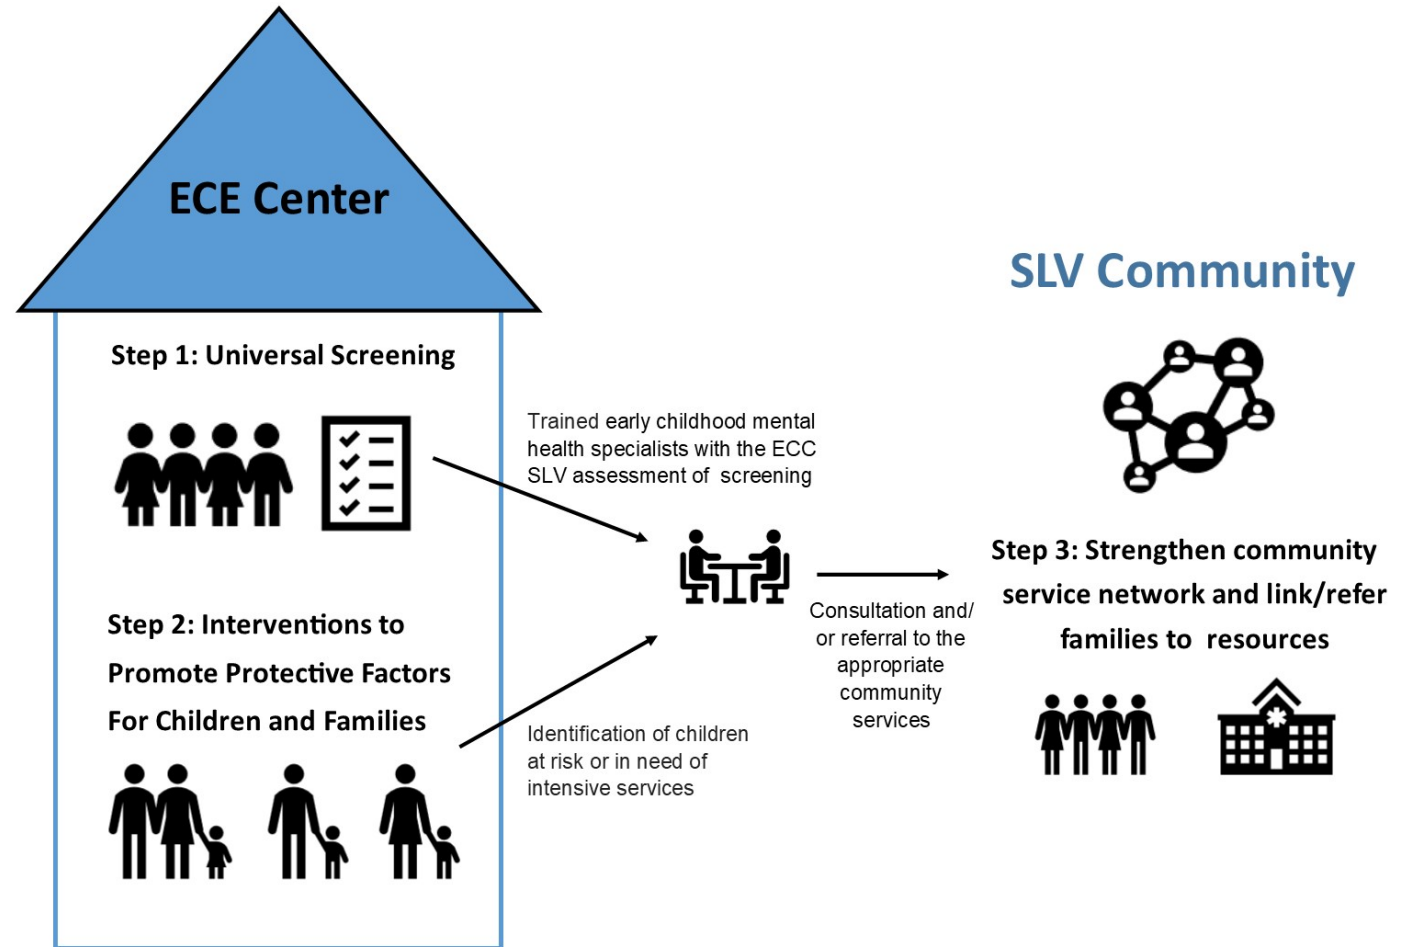 ECE Center
Step 1: Universal Screening
Trained early childhood mental
health specialists with the ECC
SLV assessment of  screening
Step 2: Interventions to
Promote Protective Factors
For Children and Families
Identification of children
at risk or in need of
intensive services
Consultation and/
or referral to the
appropriate
community
services
SLV Community
Step 3: Strengthen community
service network and link/refer
families to  resources